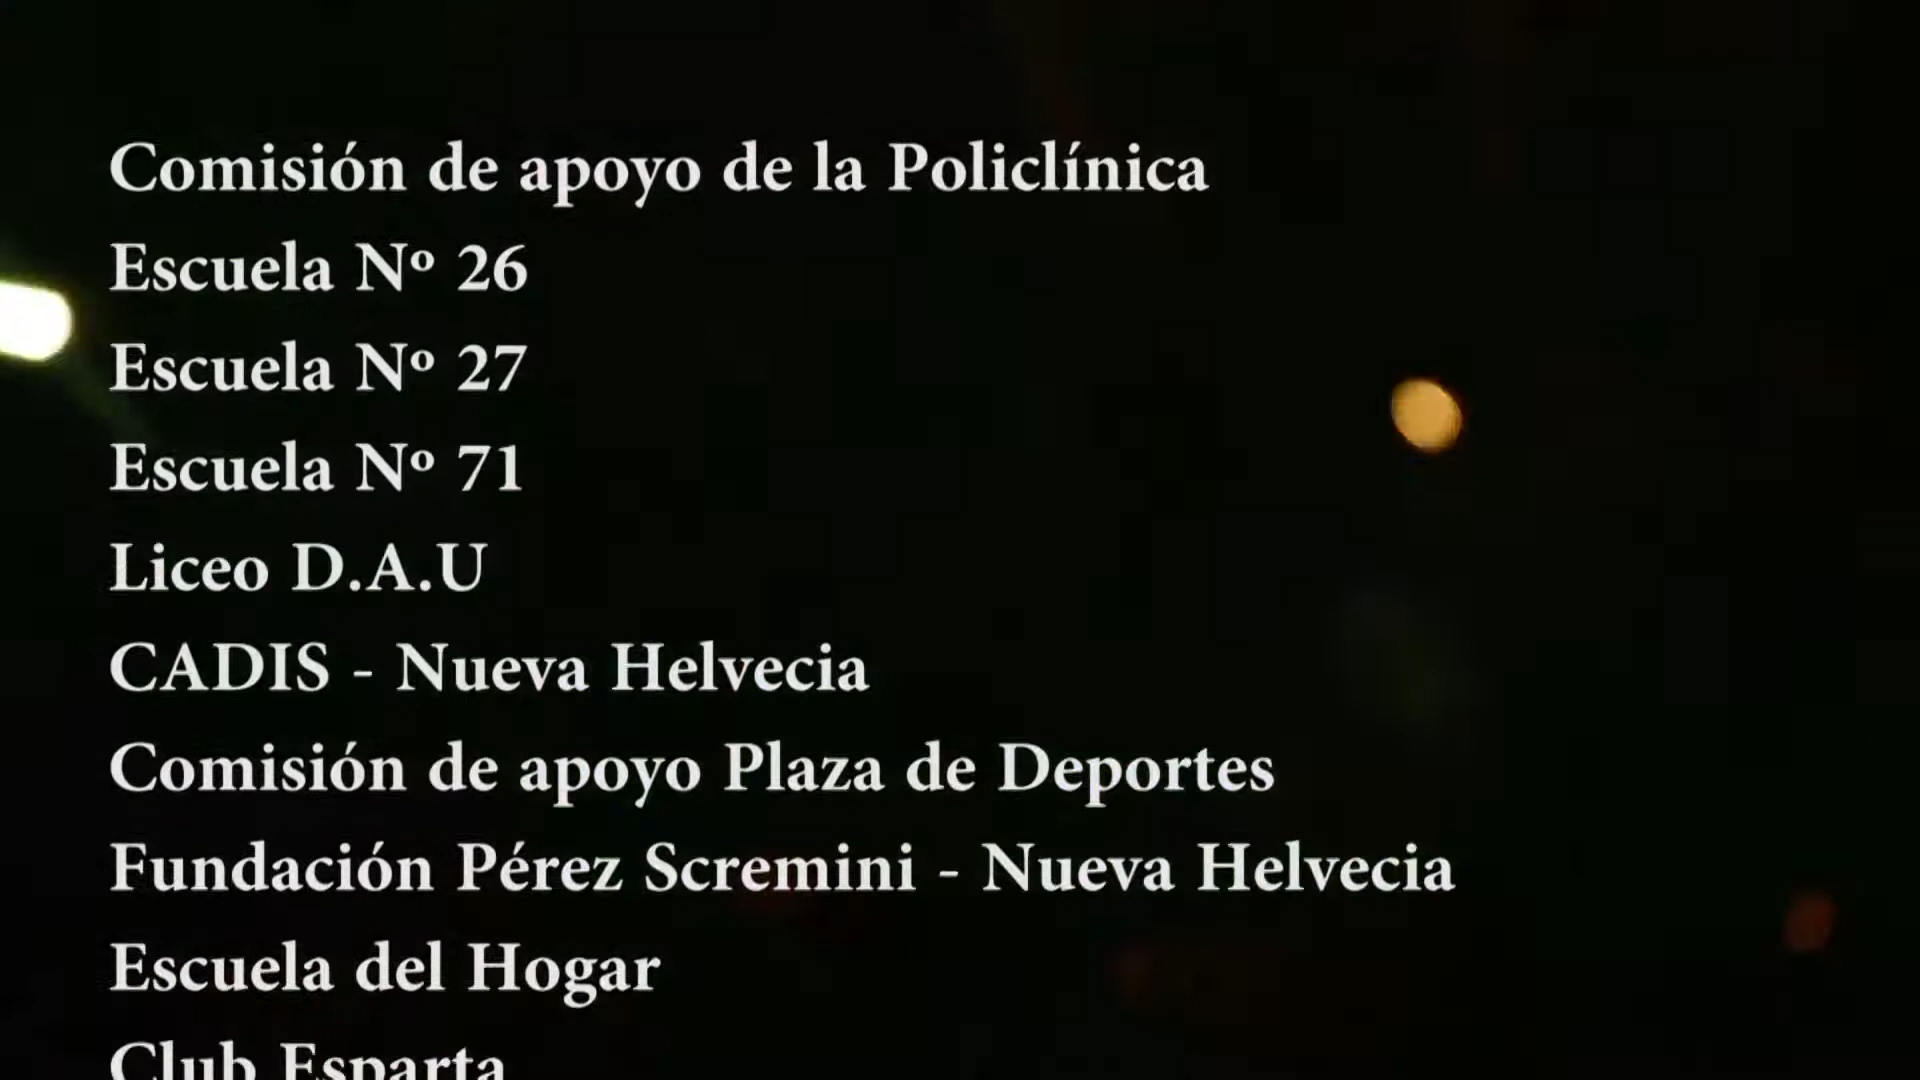 Comisión de apoyo de la Policlínica
Escuela Nº 26
Escuela Nº 27
Escuela Nº 71
Liceo D.A.U
CADIS - Nueva Helvecia
Comisión de apoyo Plaza de Deportes
Fundación Pérez Scremini - Nueva Helvecia
Escuela del Hogar
Club Esparta